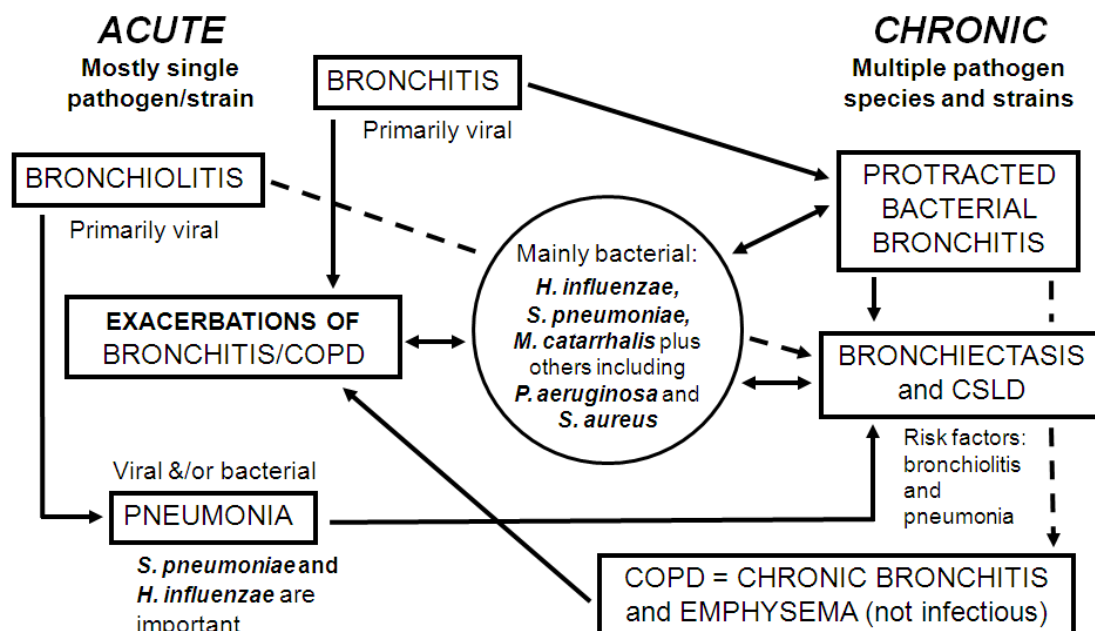 ACUTE
Mostly single
pathogen/strain
BRONCHITIS
Primarily viral
CHRONIC
Multiple pathogen
species and strains
BRONCHIOLITIS
Primarily viral
PROTRACTED
BACTERIAL
BRONCHITIS
Mainly bacterial:
H. influenzae,
S. pneumoniae,
M. catarrhalis plus
others including
P. aeruginosa and
S. aureus
EXACERBATIONS OF
BRONCHITIS/COPD
BRONCHIECTASIS
and CSLD
Risk factors:
bronchiolitis
and
pneumonia
Viral &/or bacterial
PNEUMONIA
S. pneumoniae and
H. influenzae are
important
COPD = CHRONIC BRONCHITIS
and EMPHYSEMA (not infectious)